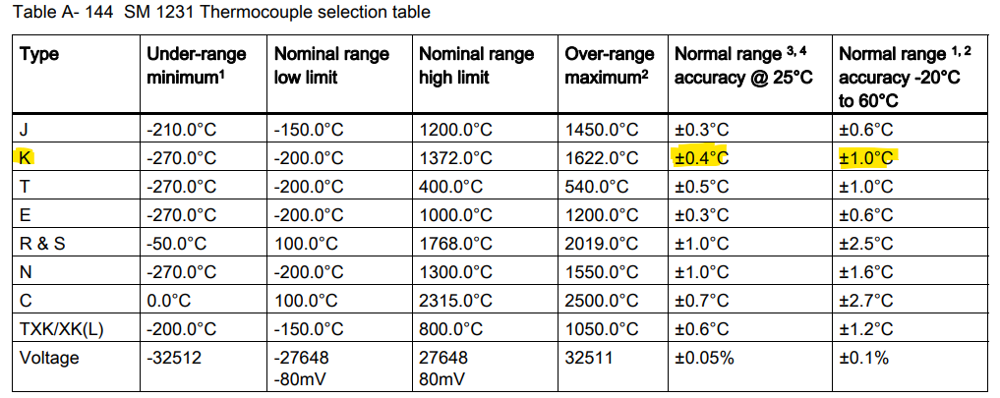 Table A- 144 SM 1231 Thermocouple selection table
Type Under-range minimum¹ Nominal range low limit Nominal range high limit Over-range maximum² Normal range ³, ⁴ accuracy @ 25°C Normal range ¹, ² accuracy -20°C to 60°C
J -210.0°C -150.0°C 1200.0°C 1450.0°C ±0.3°C ±0.6°C
K -270.0°C -200.0°C 1372.0°C 1622.0°C ±0.4°C ±1.0°C
T -270.0°C -200.0°C 400.0°C 540.0°C ±0.5°C ±1.0°C
E -270.0°C -200.0°C 1000.0°C 1200.0°C ±0.3°C ±0.6°C
R & S -50.0°C 100.0°C 1768.0°C 2019.0°C ±1.0°C ±2.5°C
N -270.0°C -200.0°C 1300.0°C 1550.0°C ±1.0°C ±1.6°C
C 0.0°C 100.0°C 2315.0°C 2500.0°C ±0.7°C ±2.7°C
TXK/XK(L) -200.0°C -150.0°C 800.0°C 1050.0°C ±0.6°C ±1.2°C
Voltage -32512 -27648 27648 32511 ±0.05% ±0.1%
-80mV 80mV